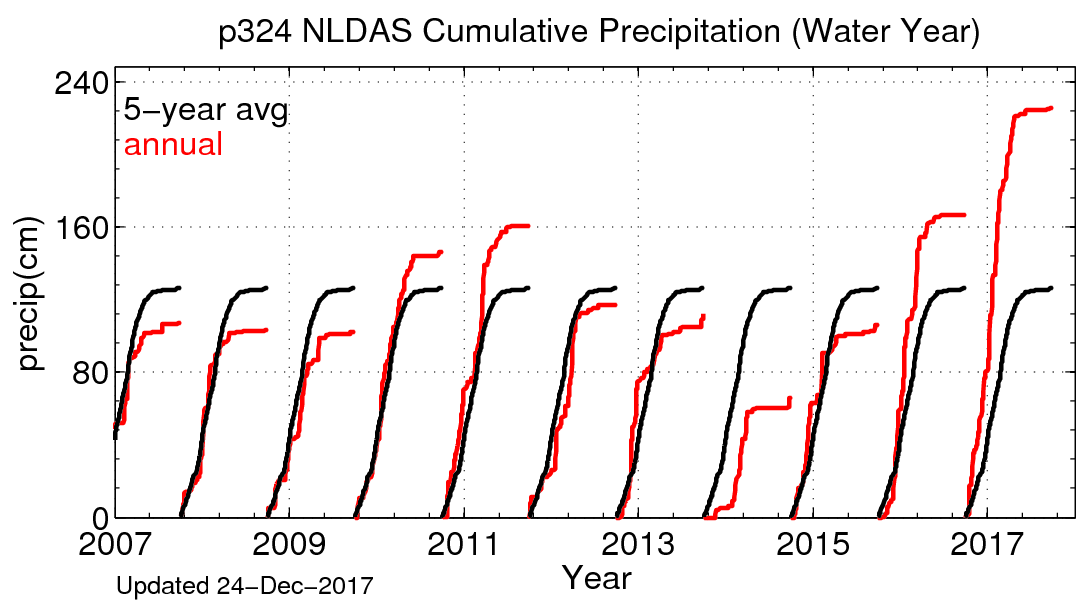 p324 NLDAS Cumulative Precipitation (Water Year)
240
5−year avg
annual
160
precip(cm)
80
0
2007 2009 2011 2013 2015 2017
Year
Updated 24−Dec−2017